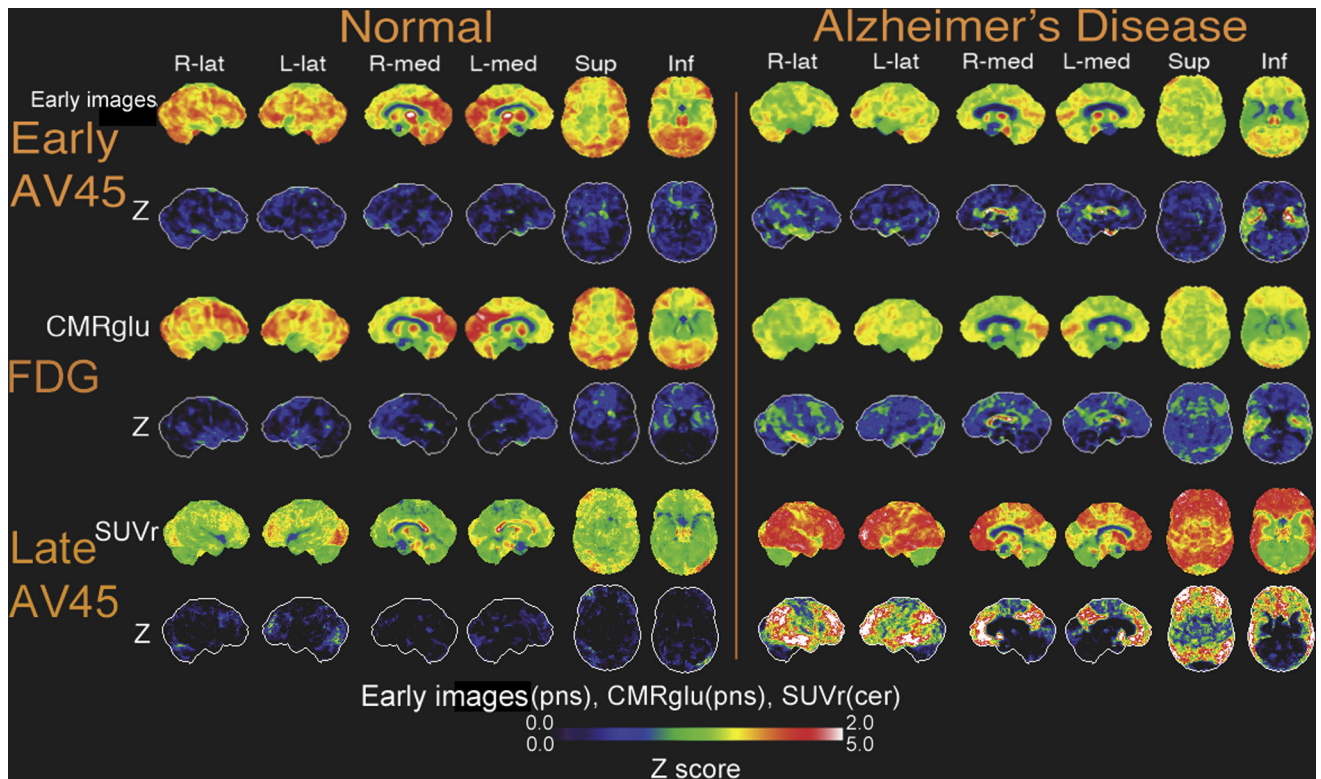 Normal
Alzheimer's Disease
R-lat L-lat R-med L-med Sup Inf
R-lat L-lat R-med L-med Sup Inf
Early images
Early
AV45
Z
CMRglu
FDG
Z
SUVr
Late
AV45
Z
Early images(pns), CMRglu(pns), SUVr(cer)
0.0 2.0
0.0 5.0
Z score